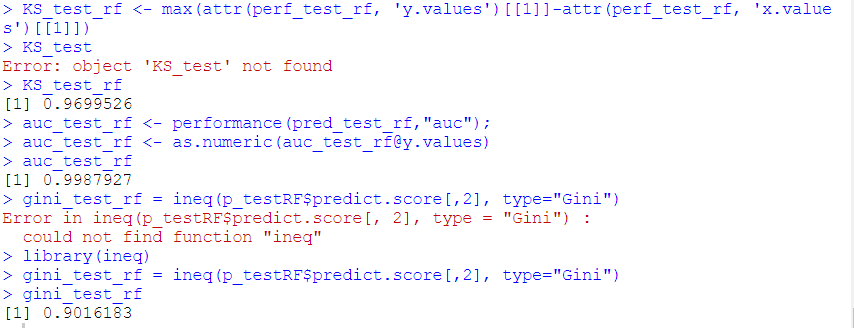 > KS_test_rf <- max(attr(perf_test_rf, 'y.values')[[1]]-attr(perf_test_rf, 'x.value
s')[[1]])
> KS_test
Error: object 'KS_test' not found
> KS_test_rf
[1] 0.9699526
> auc_test_rf <- performance(pred_test_rf,"auc");
> auc_test_rf <- as.numeric(auc_test_rf@y.values)
> auc_test_rf
[1] 0.9987927
> gini_test_rf = ineq(p_testRF$predict.score[,2], type="Gini")
Error in ineq(p_testRF$predict.score[, 2], type = "Gini") :
  could not find function "ineq"
> library(ineq)
> gini_test_rf = ineq(p_testRF$predict.score[,2], type="Gini")
> gini_test_rf
[1] 0.9016183